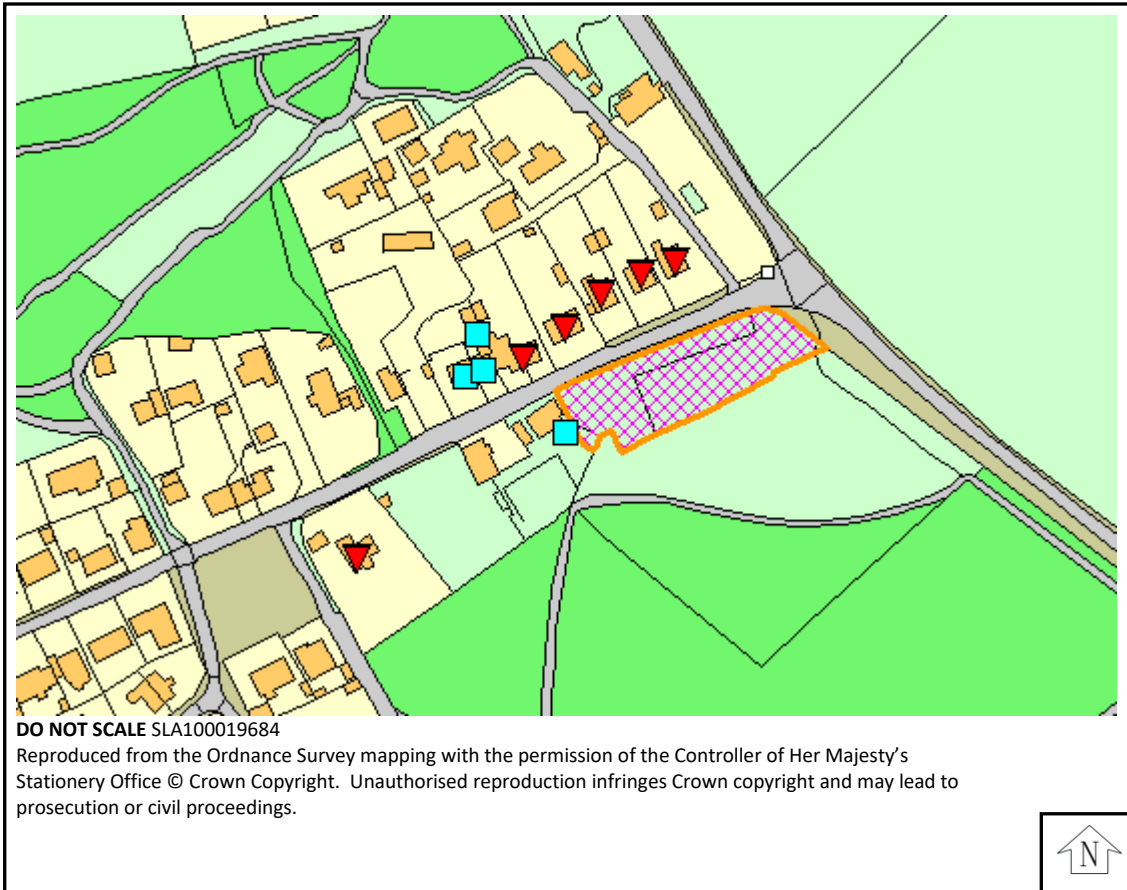 DO NOT SCALE SLA100019684
Reproduced from the Ordnance Survey mapping with the permission of the Controller of Her Majesty’s
Stationery Office © Crown Copyright.  Unauthorised reproduction infringes Crown copyright and may lead to
prosecution or civil proceedings.
N